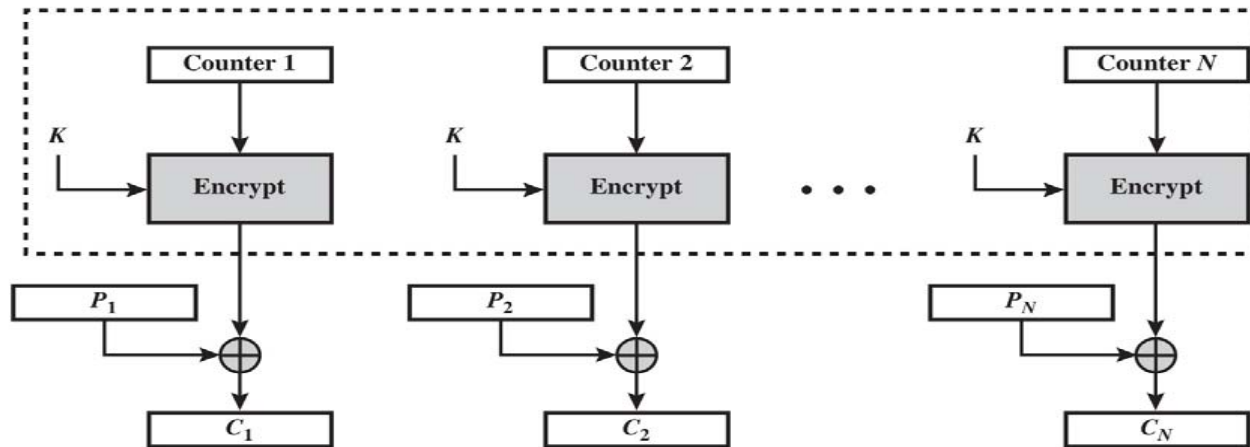 Counter 1 Counter 2 Counter N
K K K
Encrypt Encrypt • • • Encrypt
P1 P2 PN
C1 C2 CN